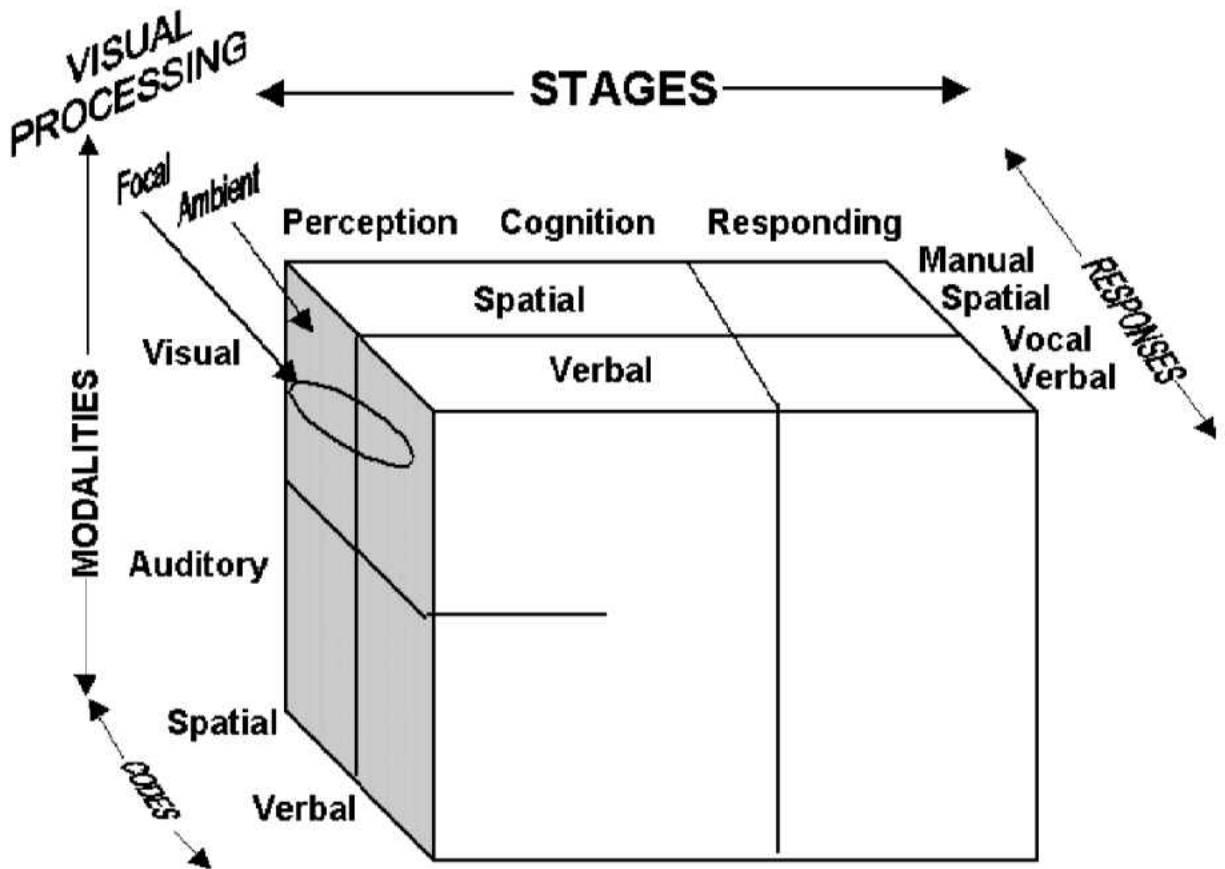 VISUAL
PROCESSING
STAGES
Focal
Ambient
Perception Cognition Responding
Manual
Spatial
Vocal
Verbal
RESPONSES
Spatial
Verbal
Visual
MODALITIES
Auditory
Spatial
Verbal
CODES